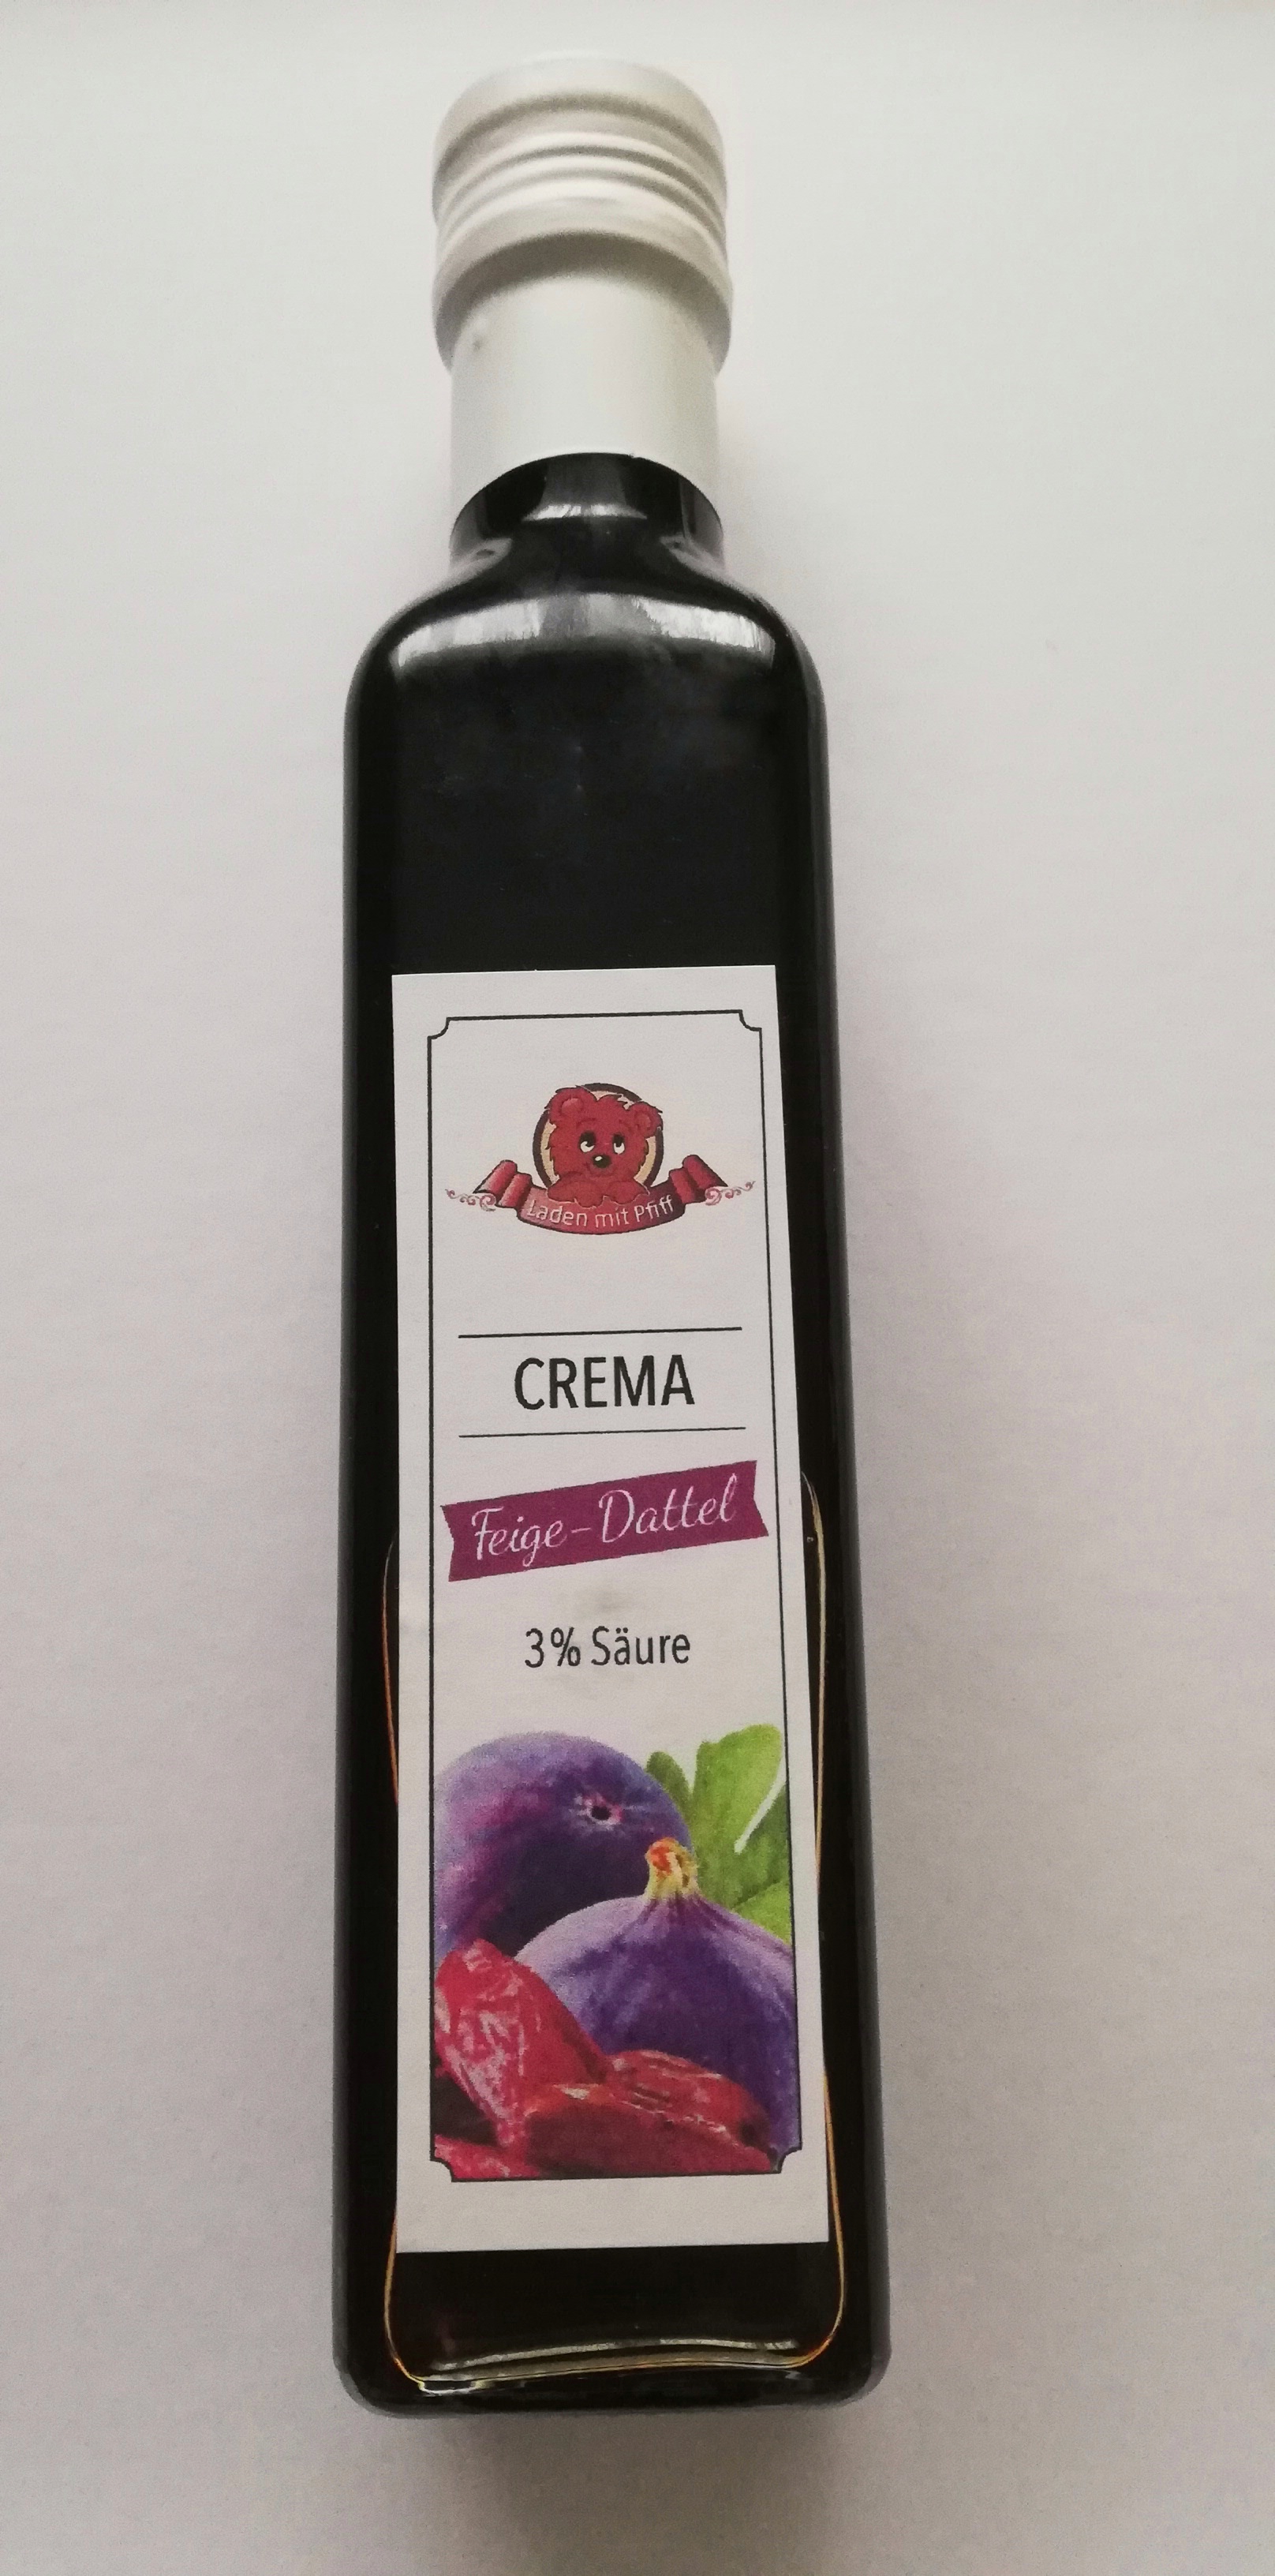 Laden mit Pfiff
CREMA
Feige-Dattel
3% Säure